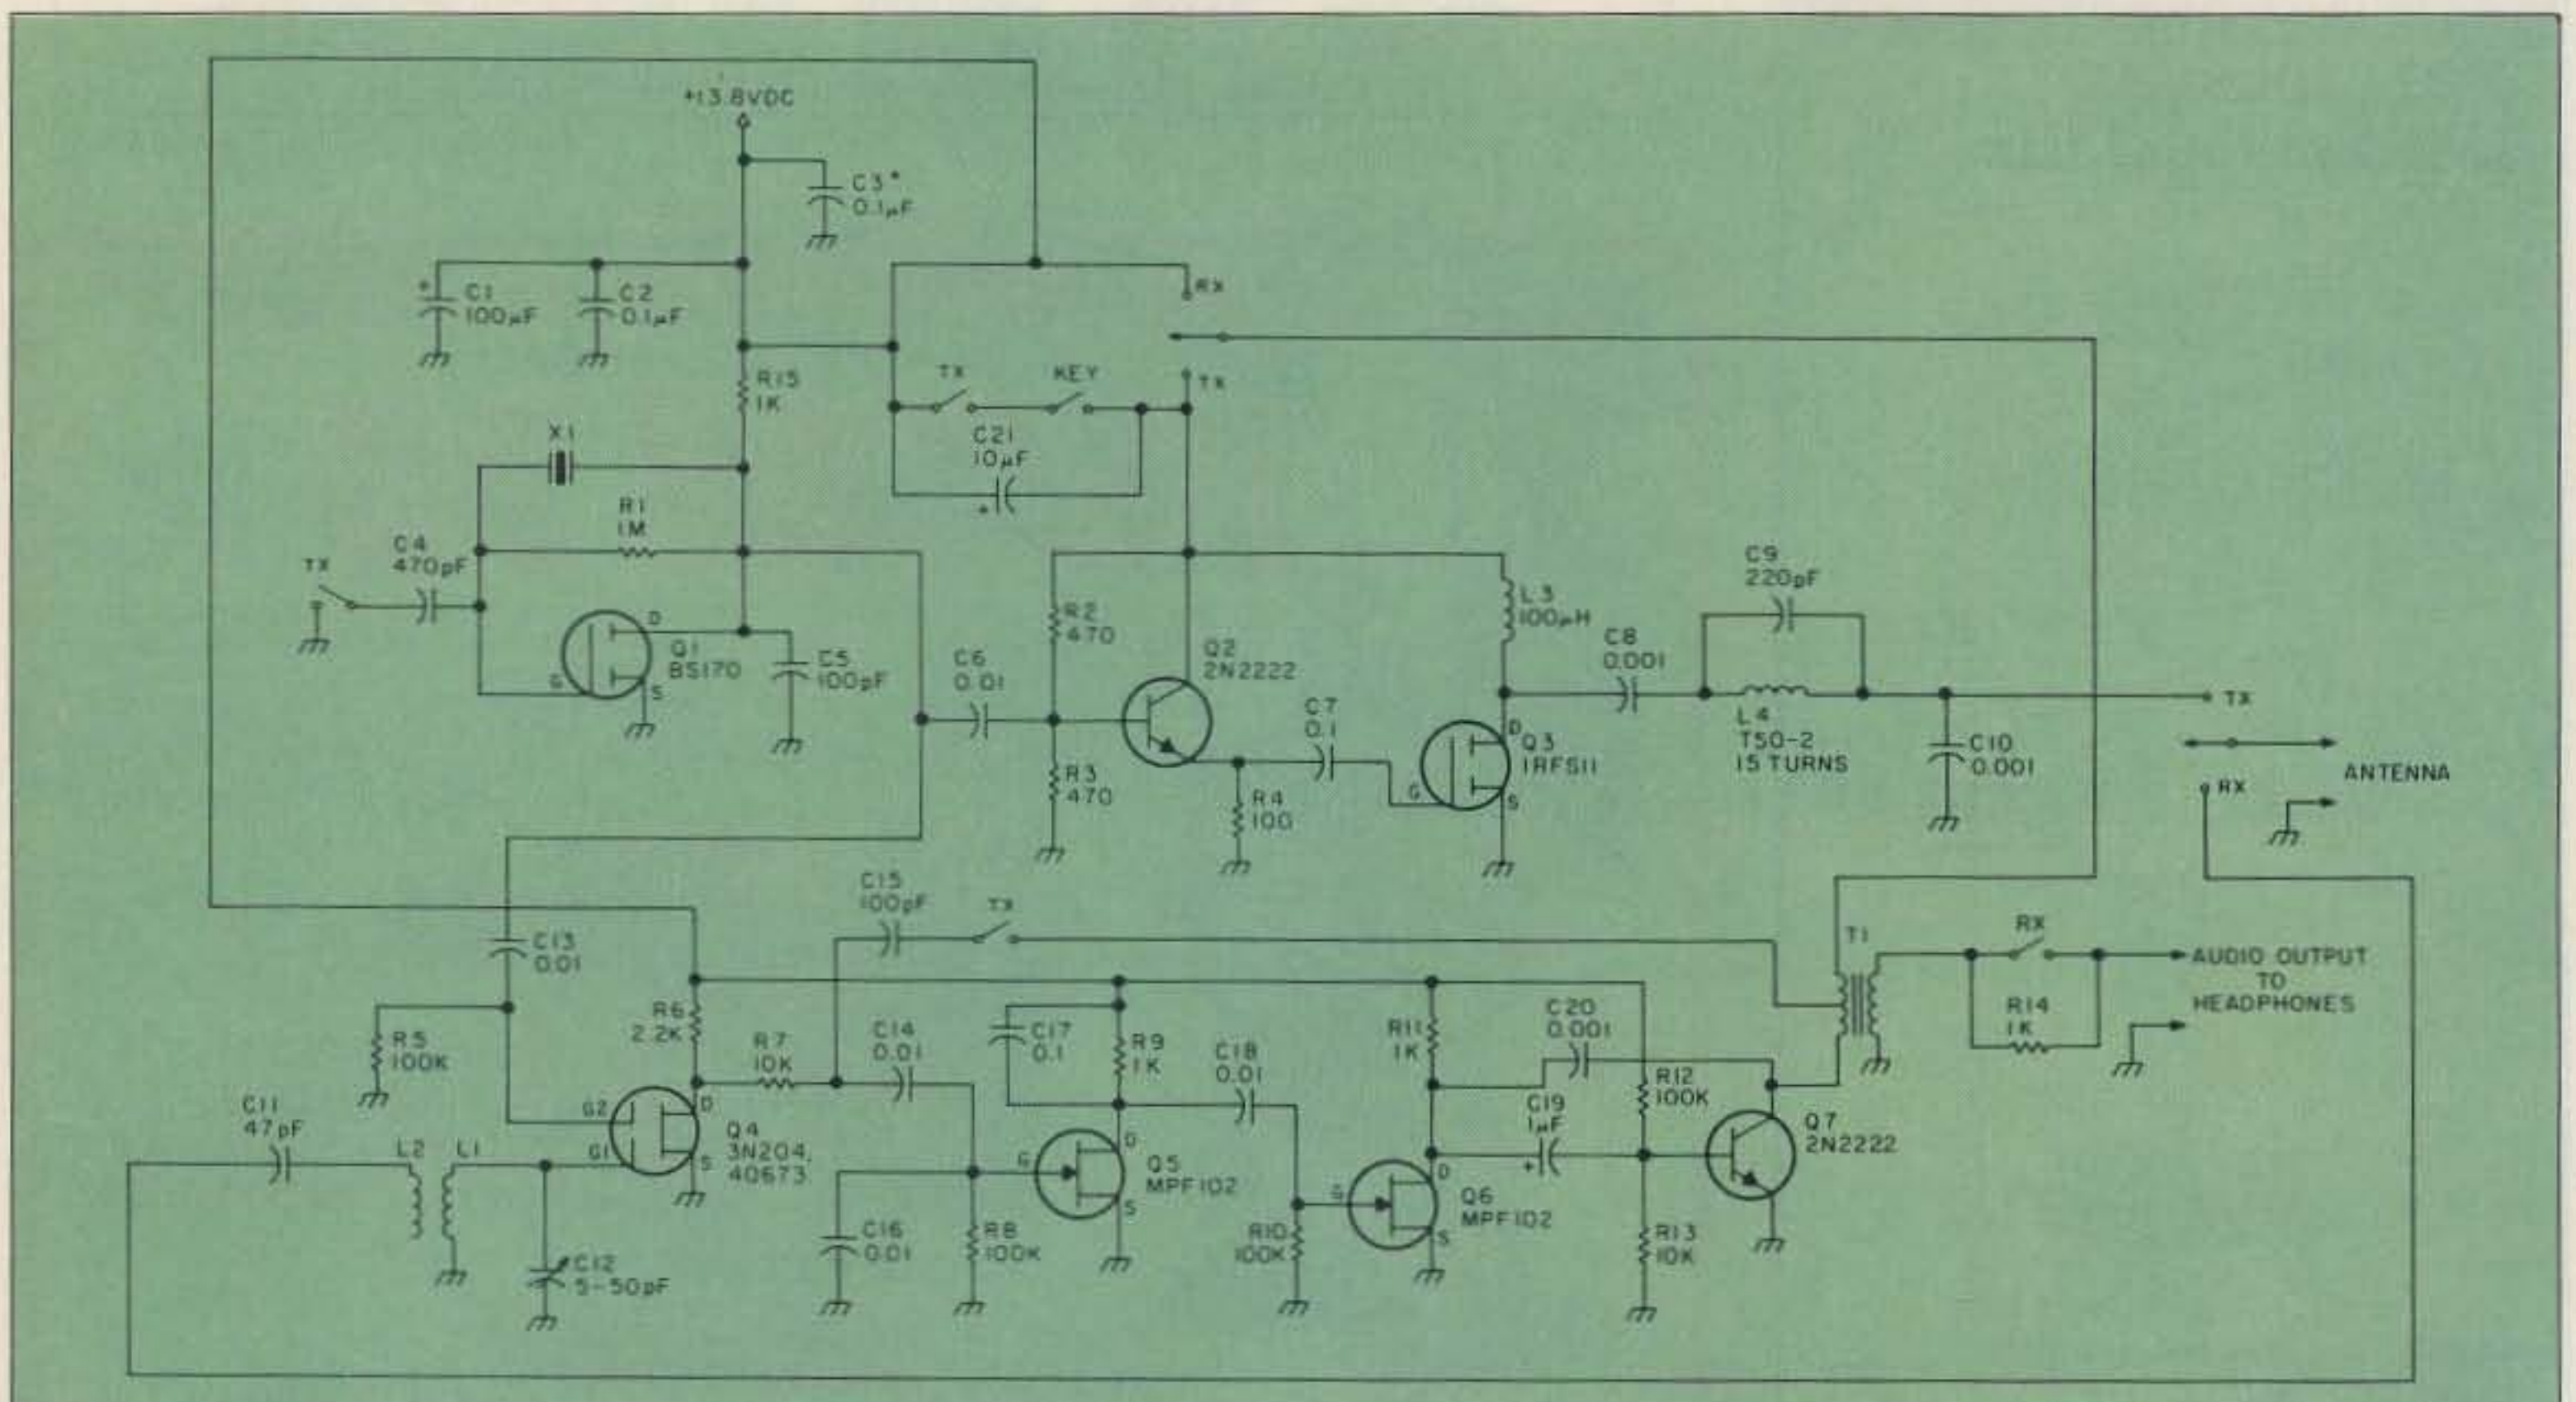 +13.8VDC
C3*
0.1µF
+
C1
100µF
C2
0.1µF
RX
TX
R15
1K
TX
KEY
C21
10µF
+
X1
R1
1M
TX
C4
470pF
D
G
S
Q1
BS170
C5
100pF
C6
0.01
R2
470
R3
470
Q2
2N2222
R4
100
C7
0.1
L3
100µH
D
G
S
Q3
IRF511
C8
0.001
C9
220pF
L4
T50-2
15 TURNS
C10
0.001
TX
RX
ANTENNA
C15
100pF
TX
C13
0.01
R5
100K
R6
2.2K
R7
10K
C14
0.01
C17
0.1
R9
1K
C18
0.01
R11
1K
C20
0.001
C19
1µF
+
R12
100K
T1
RX
R14
1K
AUDIO OUTPUT
TO
HEADPHONES
C11
47pF
L2
L1
G2
G1
D
S
Q4
3N204,
40673
C12
5-50pF
C16
0.01
R8
100K
G
D
S
Q5
MPF102
R10
100K
G
D
S
Q6
MPF102
R13
10K
Q7
2N2222